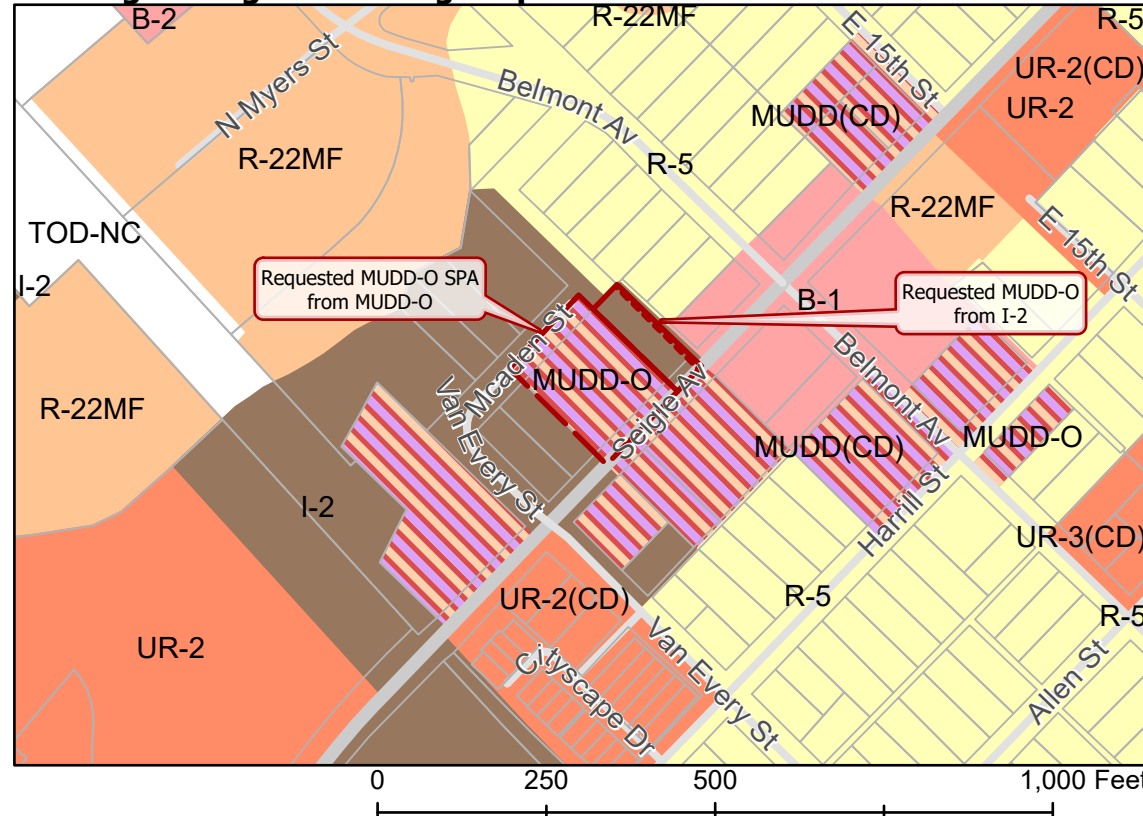 B-2
R-22MF
E 15th St
R-5
N Myers St
Belmont Av
MUDD(CD)
UR-2(CD)
UR-2
R-22MF
R-5
R-22MF
E 15th St
TOD-NC
I-2
Requested MUDD-O SPA
from MUDD-O
Requested MUDD-O
from I-2
B-1
Mcaden St
MUDD-O
Seigle Av
Belmont Av
R-22MF
Van Every St
MUDD(CD)
MUDD-O
Harrill St
I-2
UR-3(CD)
UR-2(CD)
R-5
R-5
UR-2
Cityscape Dr
Van Every St
Allen St
0 250 500 1,000 Feet